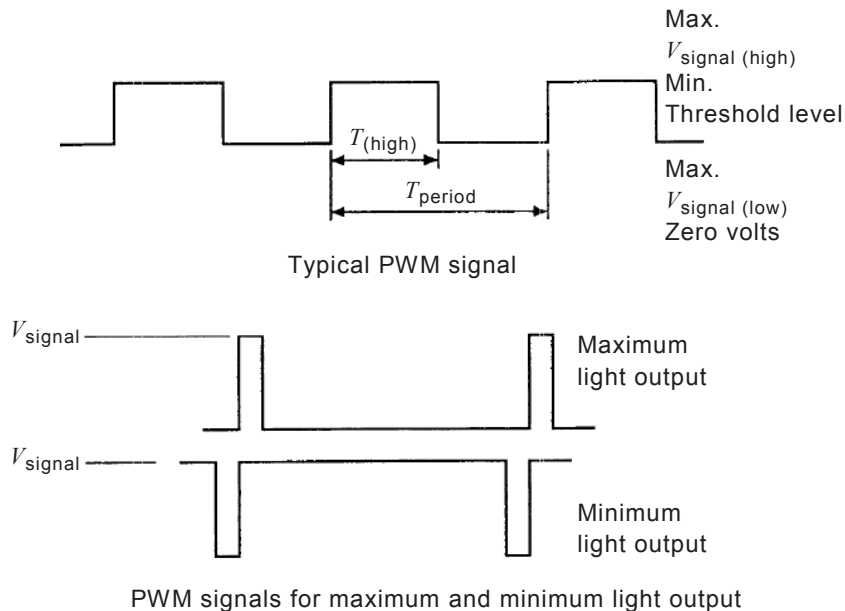 Max.
V signal (high)
Min.
Threshold level
T (high)
T period
Max.
V signal (low)
Zero volts
Typical PWM signal
V signal
Maximum
light output
V signal
Minimum
light output
PWM signals for maximum and minimum light output